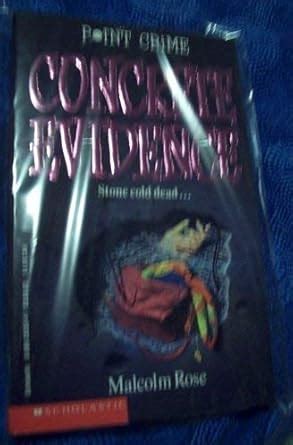 POINT CRIME
CONCRETE
EVIDENCE
Stone cold dead...
Malcolm Rose
SCHOLASTIC